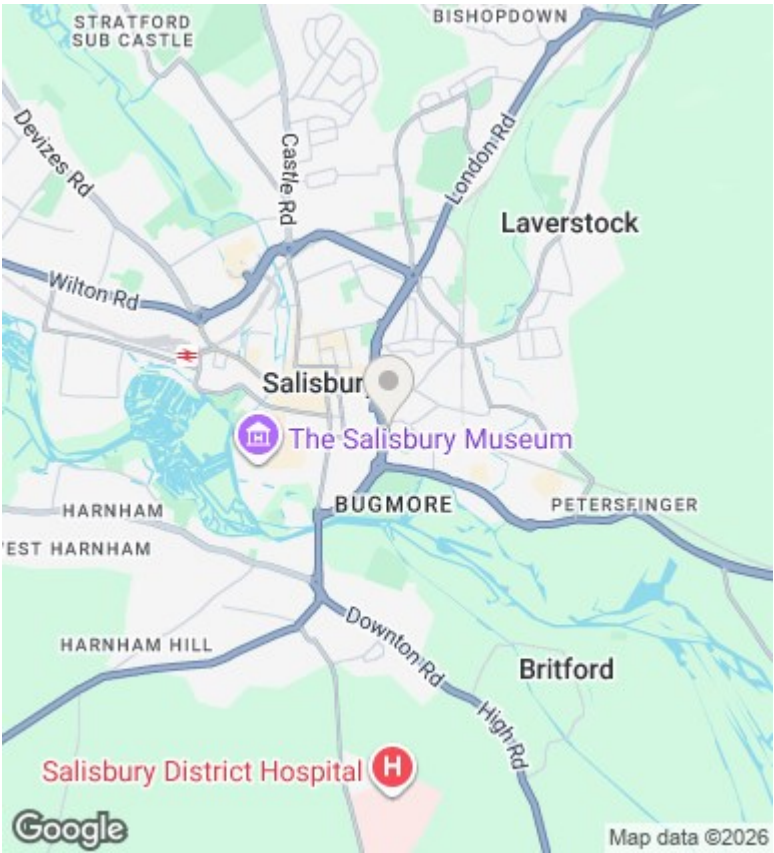 STRATFORD
SUB CASTLE
BISHOPDOWN
Devizes Rd
Castle Rd
London Rd
Laverstock
Wilton Rd
Salisbur
The Salisbury Museum
BUGMORE
PETERSFINGER
HARNHAM
EST HARNHAM
HARNHAM HILL
Downton Rd
Britford
High Rd
Salisbury District Hospital
H
Google
Map data ©2026